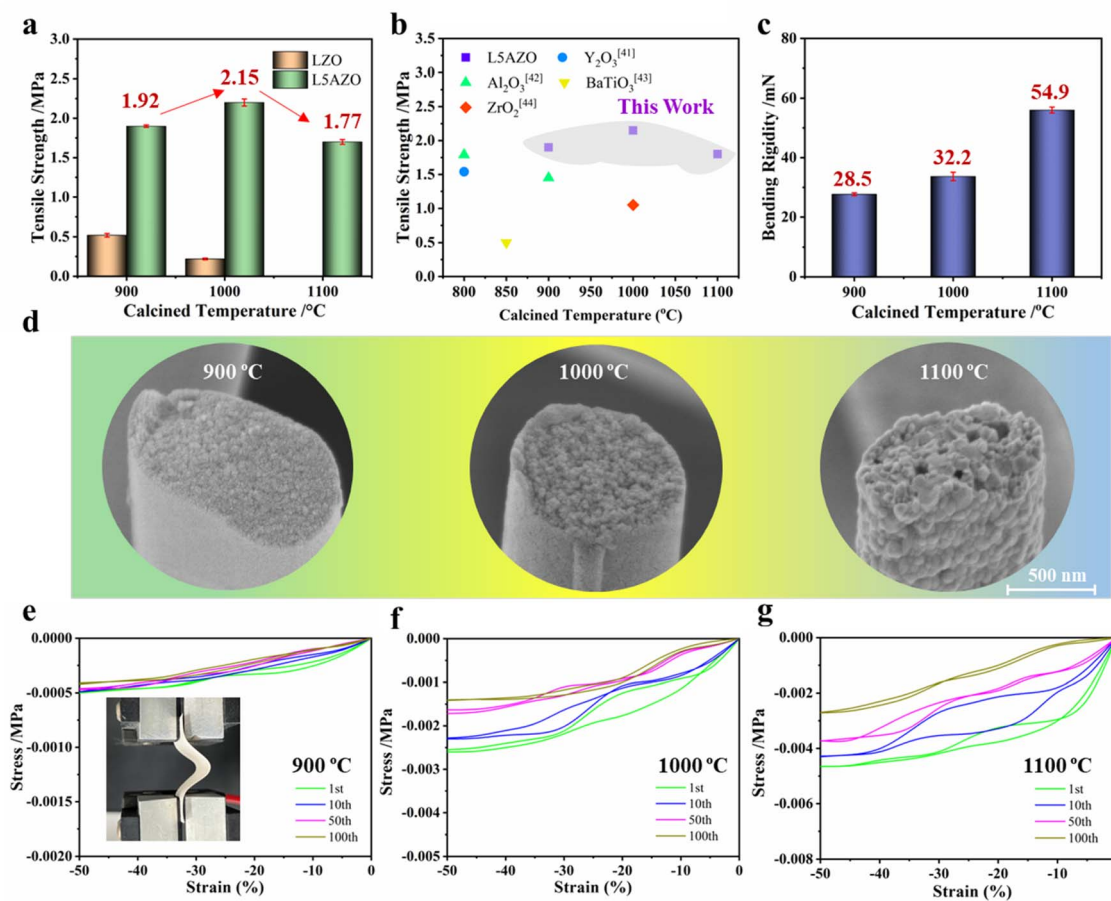 a
Tensile Strength /MPa
3.0
2.5
2.0
1.5
1.0
0.5
0.0
LZO
L5AZO
1.92
2.15
1.77
900
1000
1100
Calcined Temperature /°C
b
Tensile Strength /MPa
3.0
2.5
2.0
1.5
1.0
0.5
0.0
L5AZO
Y₂O₃[41]
Al₂O₃[42]
BaTiO₃[43]
ZrO₂[44]
This Work
800 850 900 950 1000 1050 1100
Calcined Temperature (°C)
c
Bending Rigidity /mN
80
60
40
20
0
28.5
32.2
54.9
900
1000
1100
Calcined Temperature /°C
d
900 °C
1000 °C
1100 °C
500 nm
e
Stress /MPa
0.0000
-0.0005
-0.0010
-0.0015
-0.0020
900 °C
1st
10th
50th
100th
-50 -40 -30 -20 -10 0
Strain (%)
f
Stress /MPa
0.000
-0.001
-0.002
-0.003
-0.004
-0.005
1000 °C
1st
10th
50th
100th
-50 -40 -30 -20 -10 0
Strain (%)
g
Stress /MPa
0.000
-0.002
-0.004
-0.006
-0.008
1100 °C
1st
10th
50th
100th
-50 -40 -30 -20 -10
Strain (%)